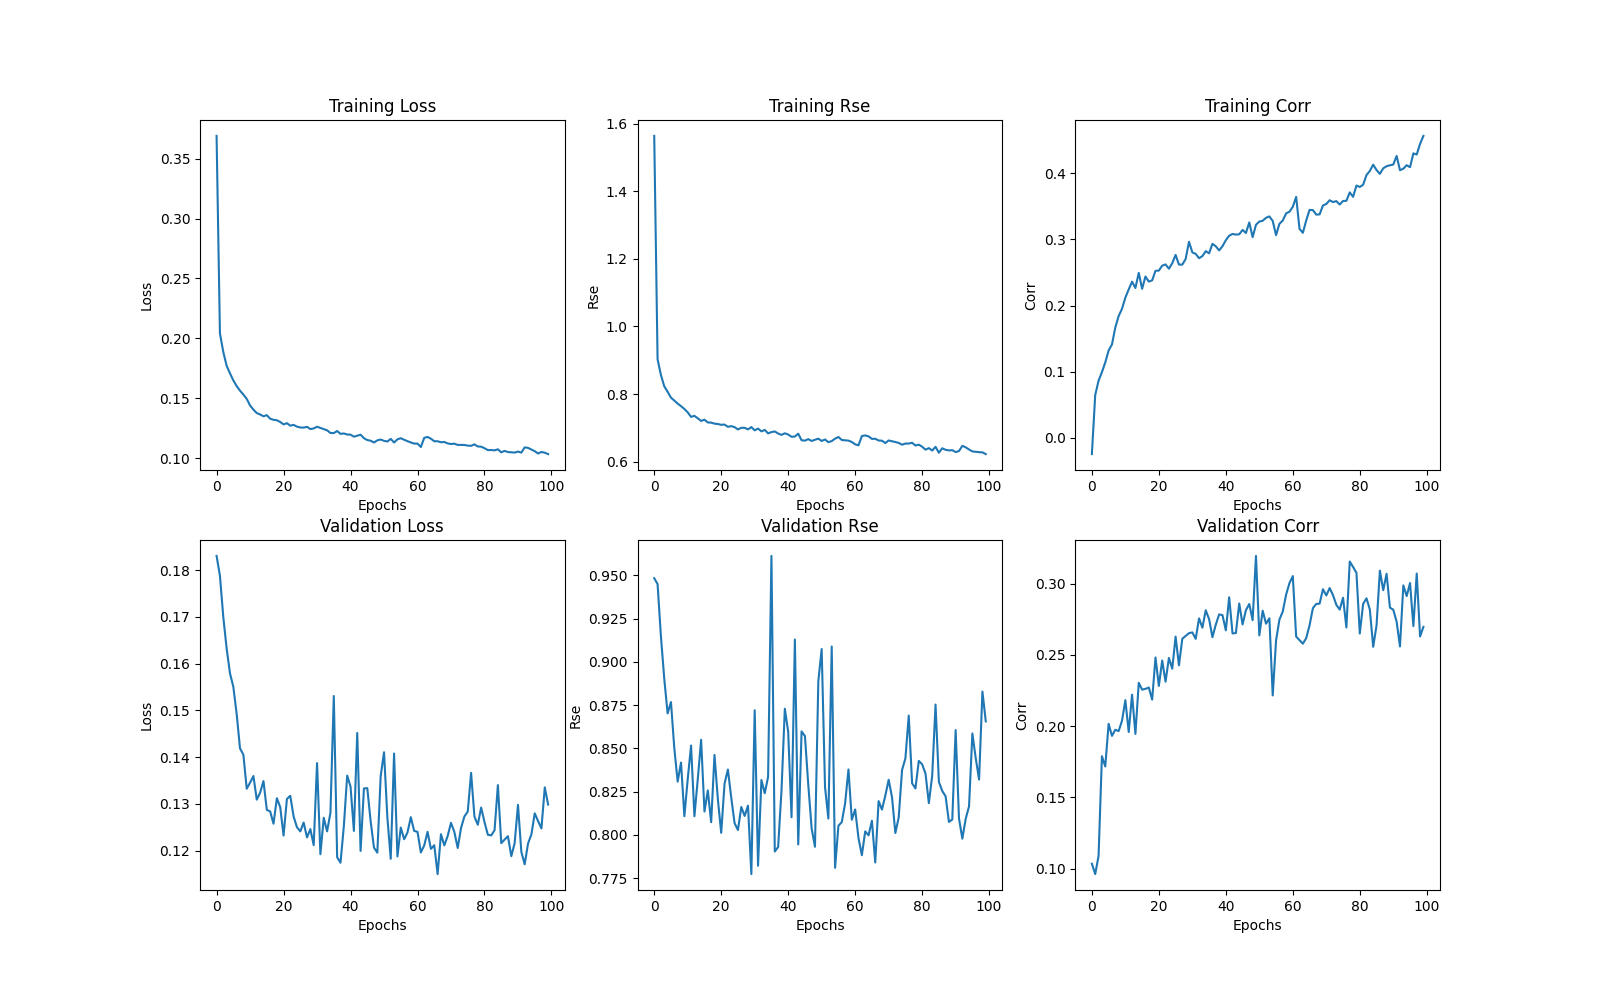 Training Loss
Training Rse
Training Corr
0.35
0.30
0.25
0.20
0.15
0.10
Loss
0 20 40 60 80 100
Epochs
1.6
1.4
1.2
1.0
0.8
0.6
Rse
0 20 40 60 80 100
Epochs
0.4
0.3
0.2
0.1
0.0
Corr
0 20 40 60 80 100
Epochs
Validation Loss
Validation Rse
Validation Corr
0.18
0.17
0.16
0.15
0.14
0.13
0.12
Loss
0 20 40 60 80 100
Epochs
0.950
0.925
0.900
0.875
0.850
0.825
0.800
0.775
Rse
0 20 40 60 80 100
Epochs
0.30
0.25
0.20
0.15
0.10
Corr
0 20 40 60 80 100
Epochs